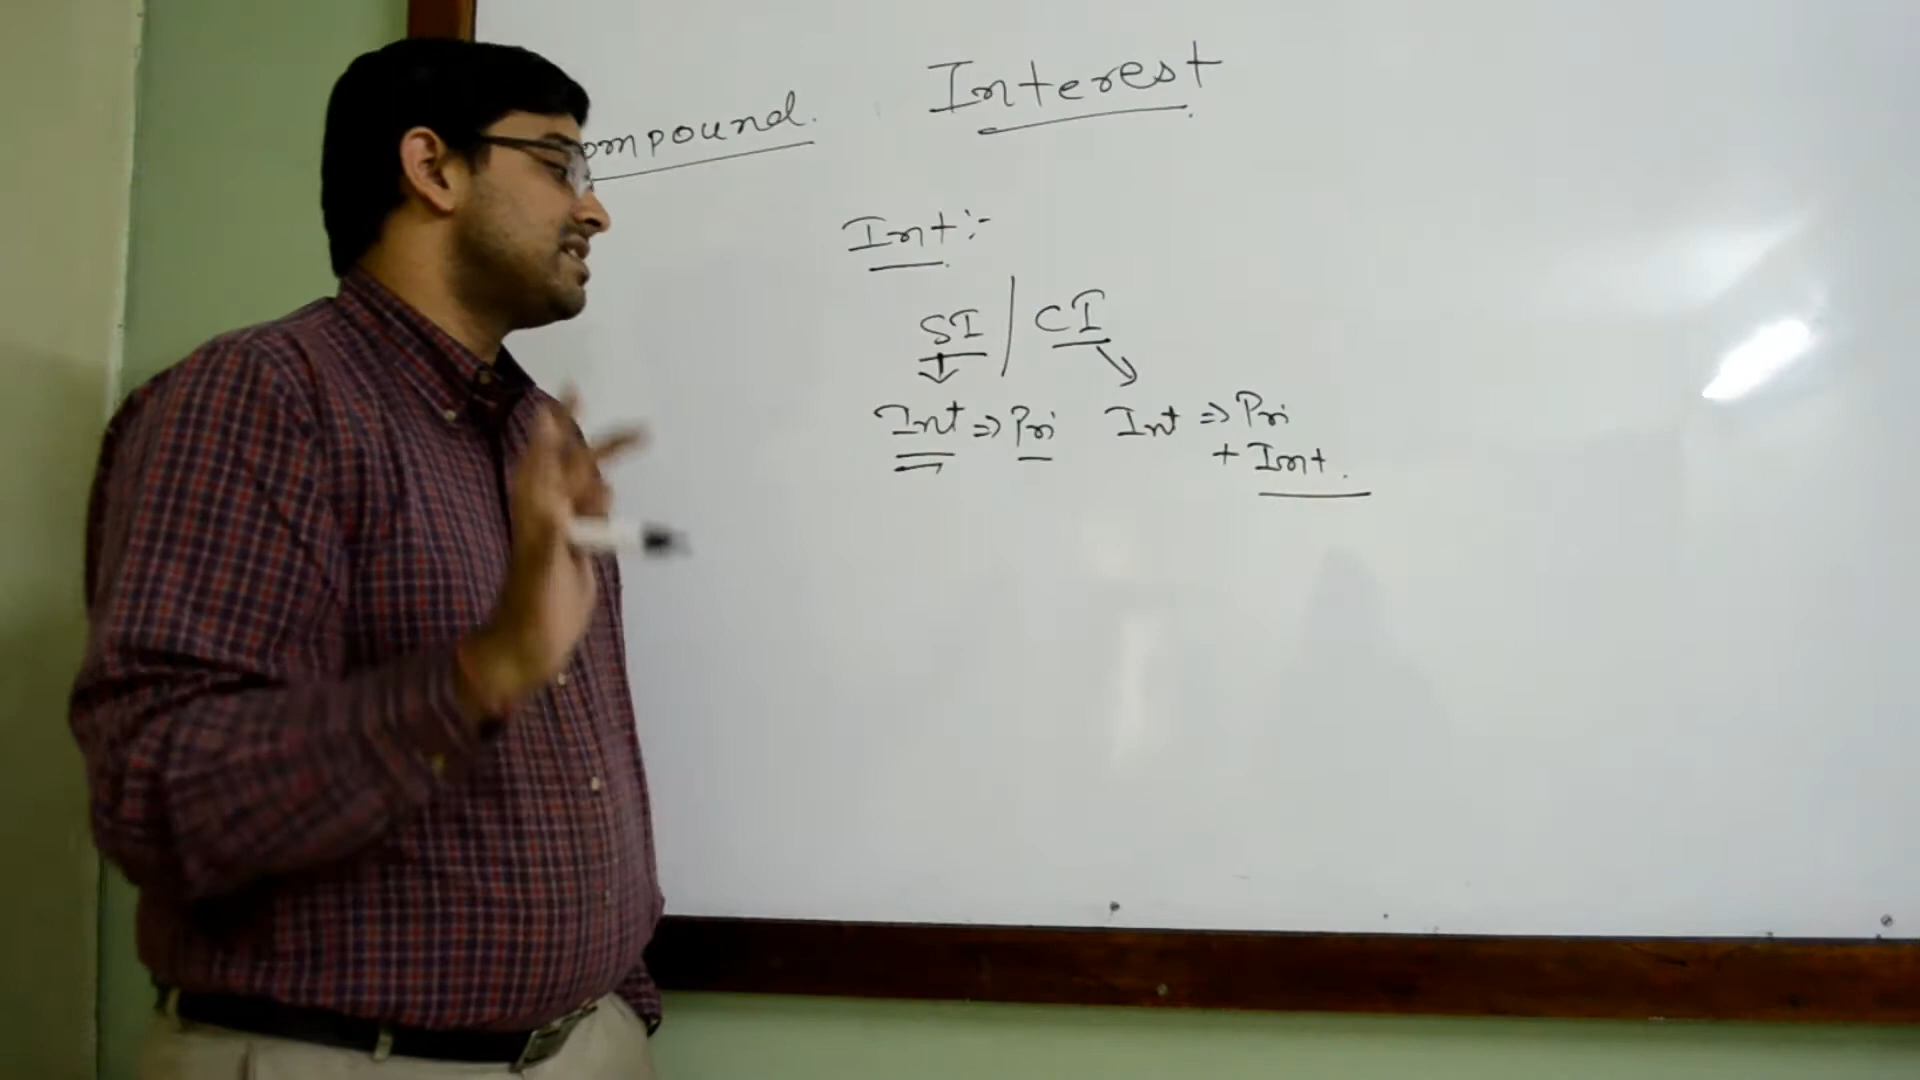 ompound. Interest
Int :-
SI / CI
Int ⇒ Pri Int ⇒ Pri
+ Int.